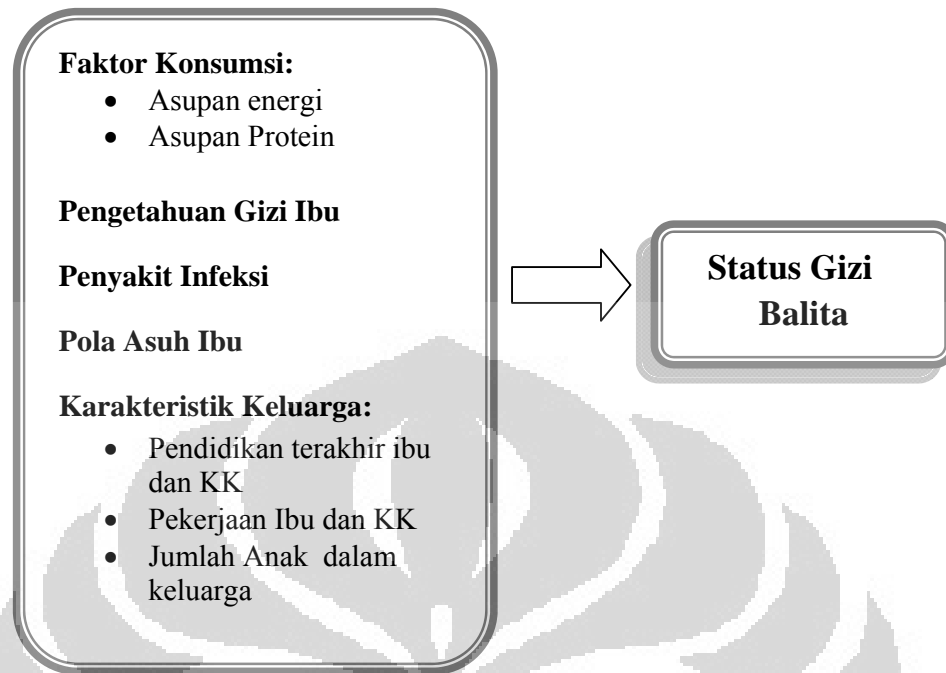 Faktor Konsumsi:
• Asupan energi
• Asupan Protein
Pengetahuan Gizi Ibu
Penyakit Infeksi
Pola Asuh Ibu
Karakteristik Keluarga:
• Pendidikan terakhir ibu
dan KK
• Pekerjaan Ibu dan KK
• Jumlah Anak dalam
keluarga
Status Gizi
Balita